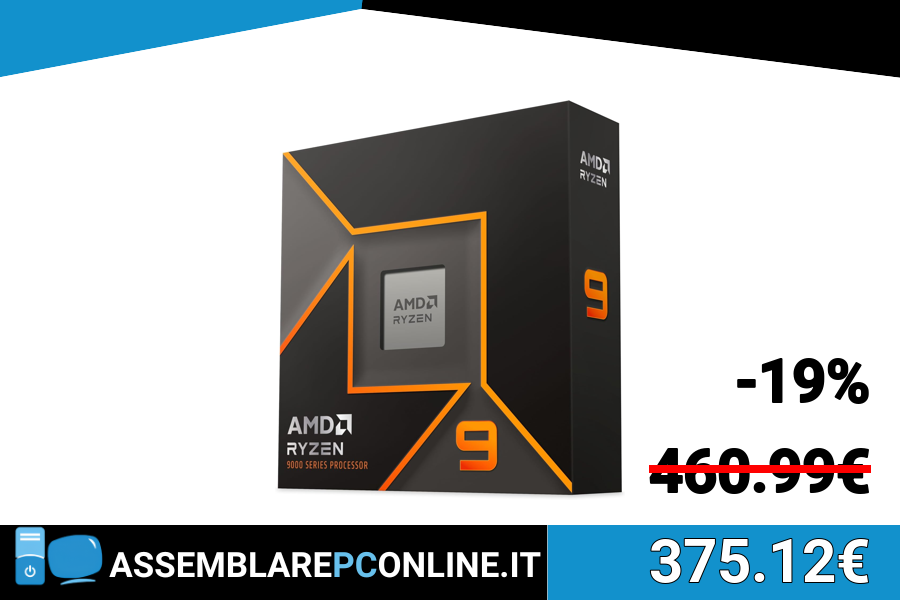 AMD
RYZEN
9
AMD
RYZEN
AMD
RYZEN
9000 SERIES PROCESSOR
9
-19%
460.99€
ASSEMBLAREPCONLINE.IT
375.12€